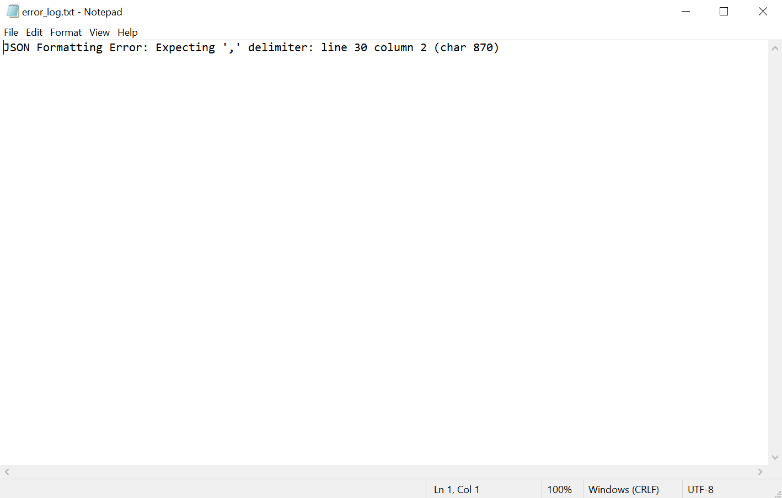 error_log.txt - Notepad
File Edit Format View Help
JSON Formatting Error: Expecting ',' delimiter: line 30 column 2 (char 870)
Ln 1, Col 1 100% Windows (CRLF) UTF-8